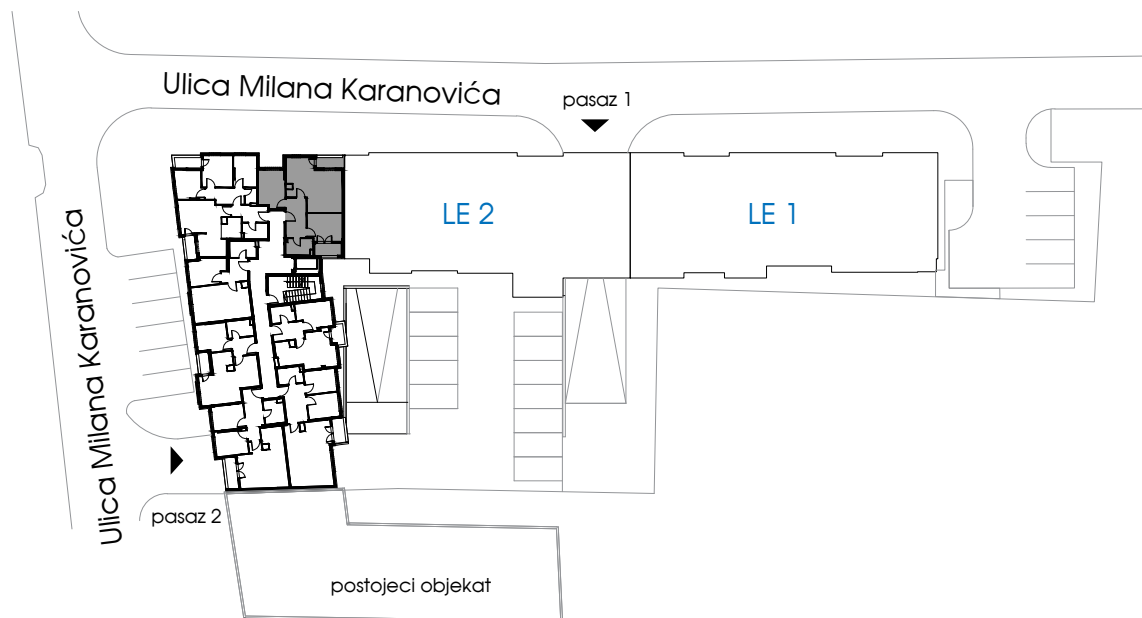 Ulica Milana Karanovića
pasaz 1
LE 2
LE 1
Ulica Milana Karanovića
pasaz 2
postojeci objekat